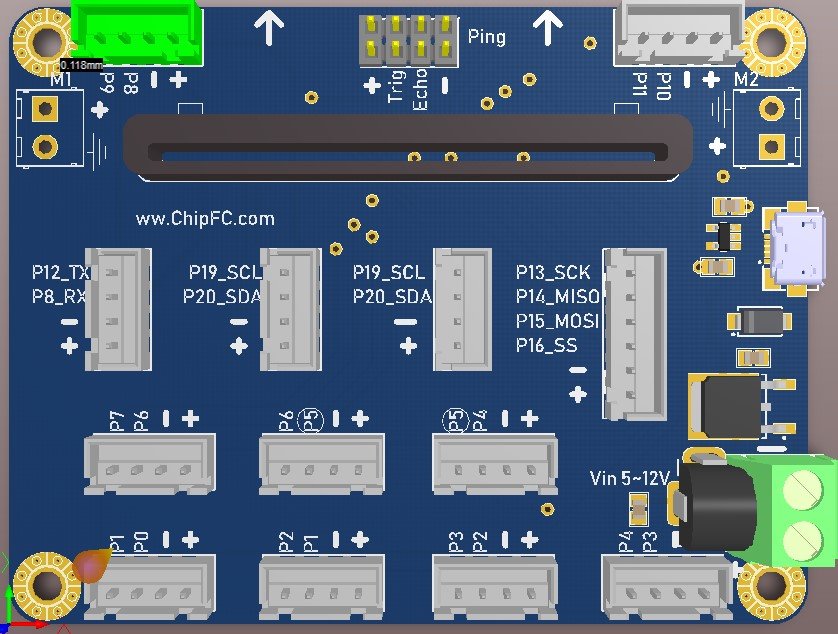 0.118mm
M1
P9
P8
- +
+
Ping
+ Trig Echo -
P11
P10
- +
M2
+
ww.ChipFC.com
P12_TX
P8_RX
-
+
P19_SCL
P20_SDA
-
+
P19_SCL
P20_SDA
-
+
P13_SCK
P14_MISO
P15_MOSI
P16_SS
-
+
P7 P6 - +
P6 P5 - +
P5 P4 - +
Vin 5~12V
-
+
P1 P0 - +
P2 P1 - +
P3 P2 - +
P4 P3